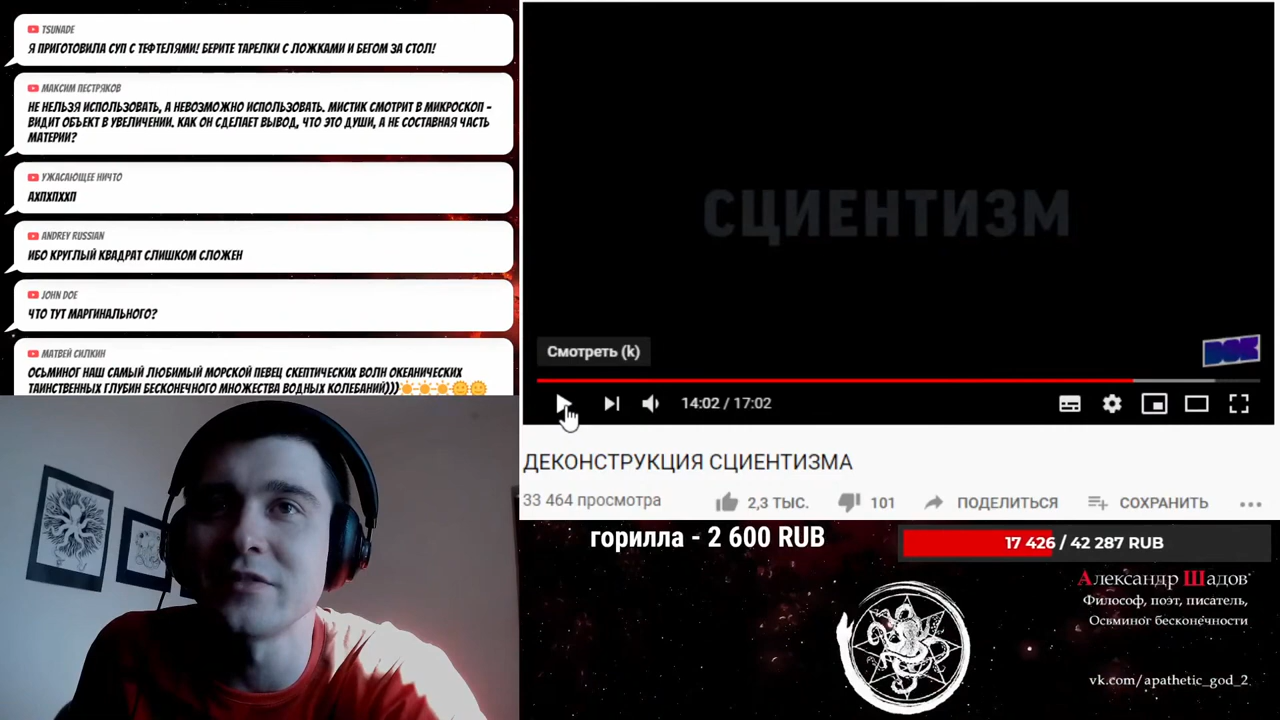 TSUNADE
Я ПРИГОТОВИЛА СУП С ТЕФТЕЛЯМИ! БЕРИТЕ ТАРЕЛКИ С ЛОЖКАМИ И БЕГОМ ЗА СТОЛ!
МАКСИМ ПЕСТРЯКОВ
НЕ НЕЛЬЗЯ ИСПОЛЬЗОВАТЬ, А НЕВОЗМОЖНО ИСПОЛЬЗОВАТЬ. МИСТИК СМОТРИТ В МИКРОСКОП -
ВИДИТ ОБЪЕКТ В УВЕЛИЧЕНИИ. КАК ОН СДЕЛАЕТ ВЫВОД, ЧТО ЭТО ДУШИ, А НЕ СОСТАВНАЯ ЧАСТЬ
МАТЕРИИ?
УЖАСАЮЩЕЕ НИЧТО
АХПХПХХП
ANDREY RUSSIAN
ИБО КРУГЛЫЙ КВАДРАТ СЛИШКОМ СЛОЖЕН
JOHN DOE
ЧТО ТУТ МАРГИНАЛЬНОГО?
МАТВЕЙ СИЛКИН
ОСЬМИНОГ НАШ САМЫЙ ЛЮБИМЫЙ МОРСКОЙ ПЕВЕЦ СКЕПТИЧЕСКИХ ВОЛН ОКЕАНИЧЕСКИХ
ТАИНСТВЕННЫХ ГЛУБИН БЕСКОНЕЧНОГО МНОЖЕСТВА ВОДНЫХ КОЛЕБАНИЙ)))
СЦИЕНТИЗМ
Смотреть (k)
DOK
14:02 / 17:02
ДЕКОНСТРУКЦИЯ СЦИЕНТИЗМА
33 464 просмотра
2,3 ТЫС.
101
ПОДЕЛИТЬСЯ
СОХРАНИТЬ
горилла - 2 600 RUB
17 426 / 42 287 RUB
Александр Шадов
Философ, поэт, писатель,
Осьминог бесконечности
vk.com/apathetic_god_2